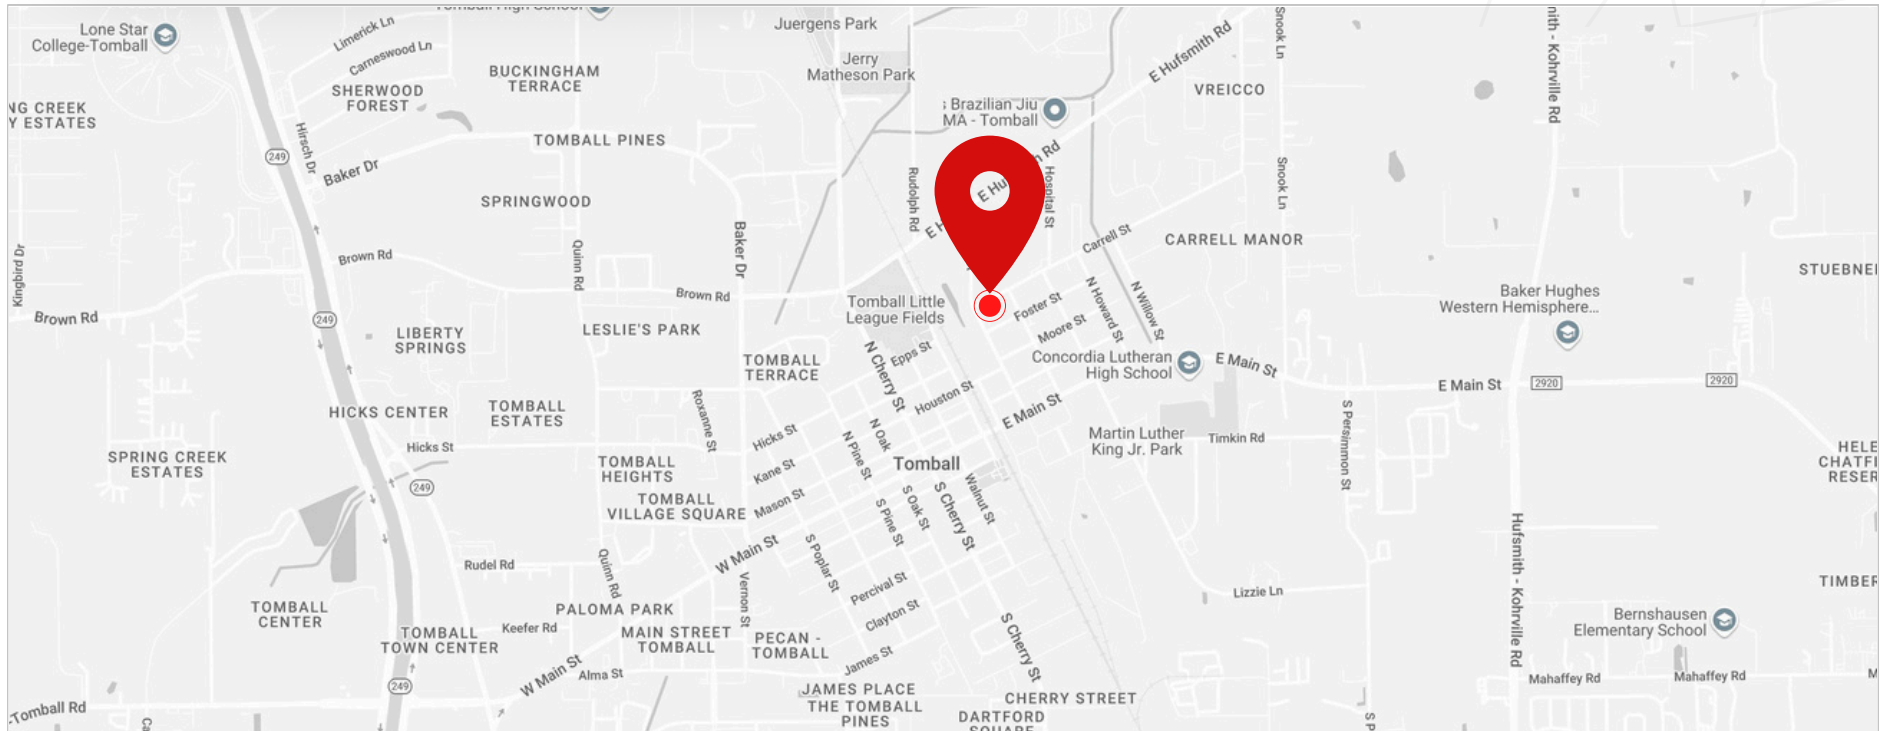 Tomball High School
Juergens Park
Lone Star
College-Tomball
Limerick Ln
Carneswood Ln
BUCKINGHAM
TERRACE
SHERWOOD
FOREST
Jerry
Matheson Park
E Hufsmith Rd
Snook Ln
nith - Kohrville Rd
VREICCO
NG CREEK
Y ESTATES
Brazilian Jiu
MA - Tomball
Hirsch Dr
249
Baker Dr
TOMBALL PINES
h Rd
E Hu
E H
Rudolph Rd
Hospital St
Snook Ln
SPRINGWOOD
Baker Dr
Quinn Rd
Carrell St
CARRELL MANOR
Kingbird Dr
Brown Rd
STUEBNE
Brown Rd
Brown Rd
249
Tomball Little
League Fields
Foster St
N Howard St
N Willow St
Moore St
Baker Hughes
Western Hemisphere...
LIBERTY
SPRINGS
LESLIE'S PARK
TOMBALL
TERRACE
Epps St
N Cherry St
Concordia Lutheran
High School
E Main St
E Main St
2920
2920
Houston St
E Main St
HICKS CENTER
TOMBALL
ESTATES
Roxanne St
Hicks St
Hicks St
N Oak
N Pine St
Martin Luther
King Jr. Park
Timkin Rd
S Persimmon St
HELE
CHATFI
RESER
SPRING CREEK
ESTATES
TOMBALL
HEIGHTS
Kane St
Tomball
249
TOMBALL
VILLAGE SQUARE
Mason St
S Pine St
S Oak St
S Cherry St
Walnut St
W Main St
S Poplar St
Hufsmith - Kohrville Rd
Rudel Rd
Quinn Rd
Vernon St
Percival St
Lizzie Ln
TIMBER
TOMBALL
CENTER
PALOMA PARK
Clayton St
Bernshausen
Elementary School
TOMBALL
TOWN CENTER
Keefer Rd
MAIN STREET
TOMBALL
PECAN -
TOMBALL
S Cherry St
James St
W Main St
Alma St
Mahaffey Rd
Mahaffey Rd
M
249
JAMES PLACE
THE TOMBALL
PINES
CHERRY STREET
-Tomball Rd
Ca
DARTFORD
SQUARE
S P